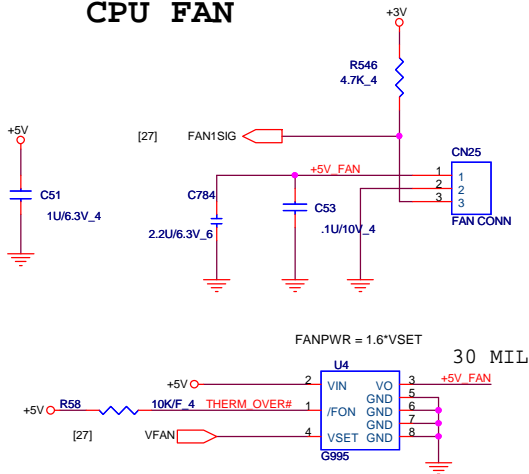 CPU FAN
+3V
R546
4.7K_4
+5V
[27] FAN1SIG
CN25
+5V_FAN
1 1
2 2
3 3
FAN CONN
C51
1U/6.3V_4
C784
2.2U/6.3V_6
C53
.1U/10V_4
FANPWR = 1.6*VSET
30 MIL
U4
+5V 2 VIN VO 3 +5V_FAN
GND 5
+5V R58 10K/F_4 THERM_OVER# 1 /FON GND 6
GND 7
[27] VFAN 4 VSET GND 8
G995